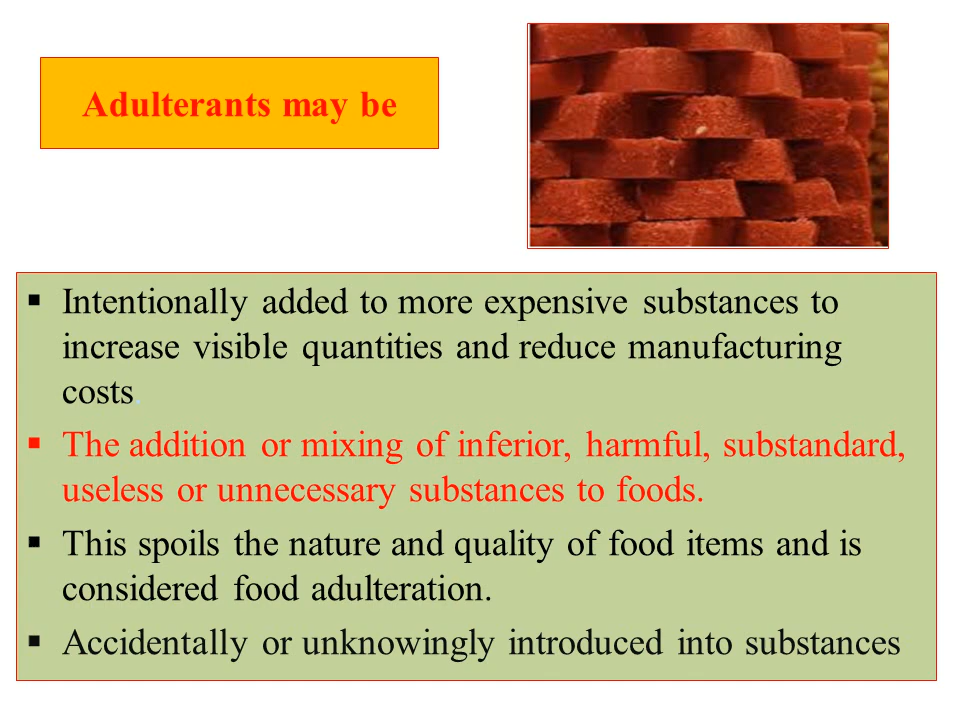 Adulterants may be
▪ Intentionally added to more expensive substances to
increase visible quantities and reduce manufacturing
costs.
▪ The addition or mixing of inferior, harmful, substandard,
useless or unnecessary substances to foods.
▪ This spoils the nature and quality of food items and is
considered food adulteration.
▪ Accidentally or unknowingly introduced into substances